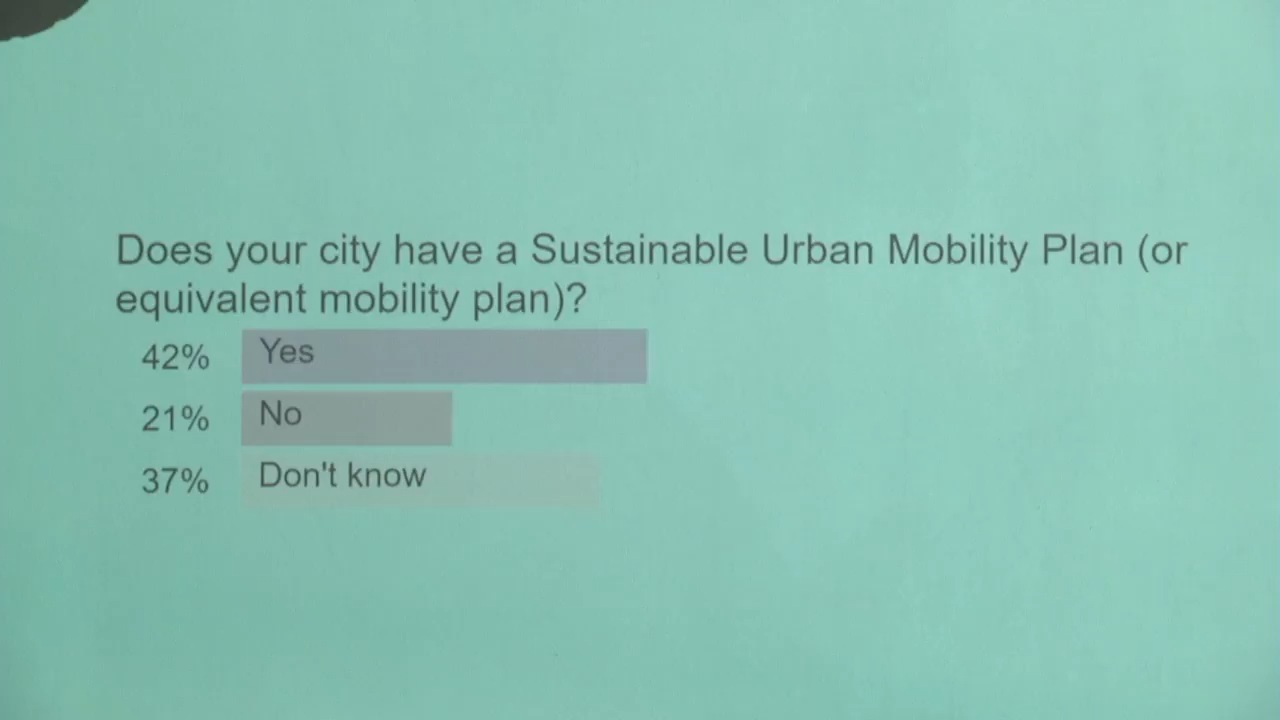 Does your city have a Sustainable Urban Mobility Plan (or
equivalent mobility plan)?
42% Yes
21% No
37% Don't know